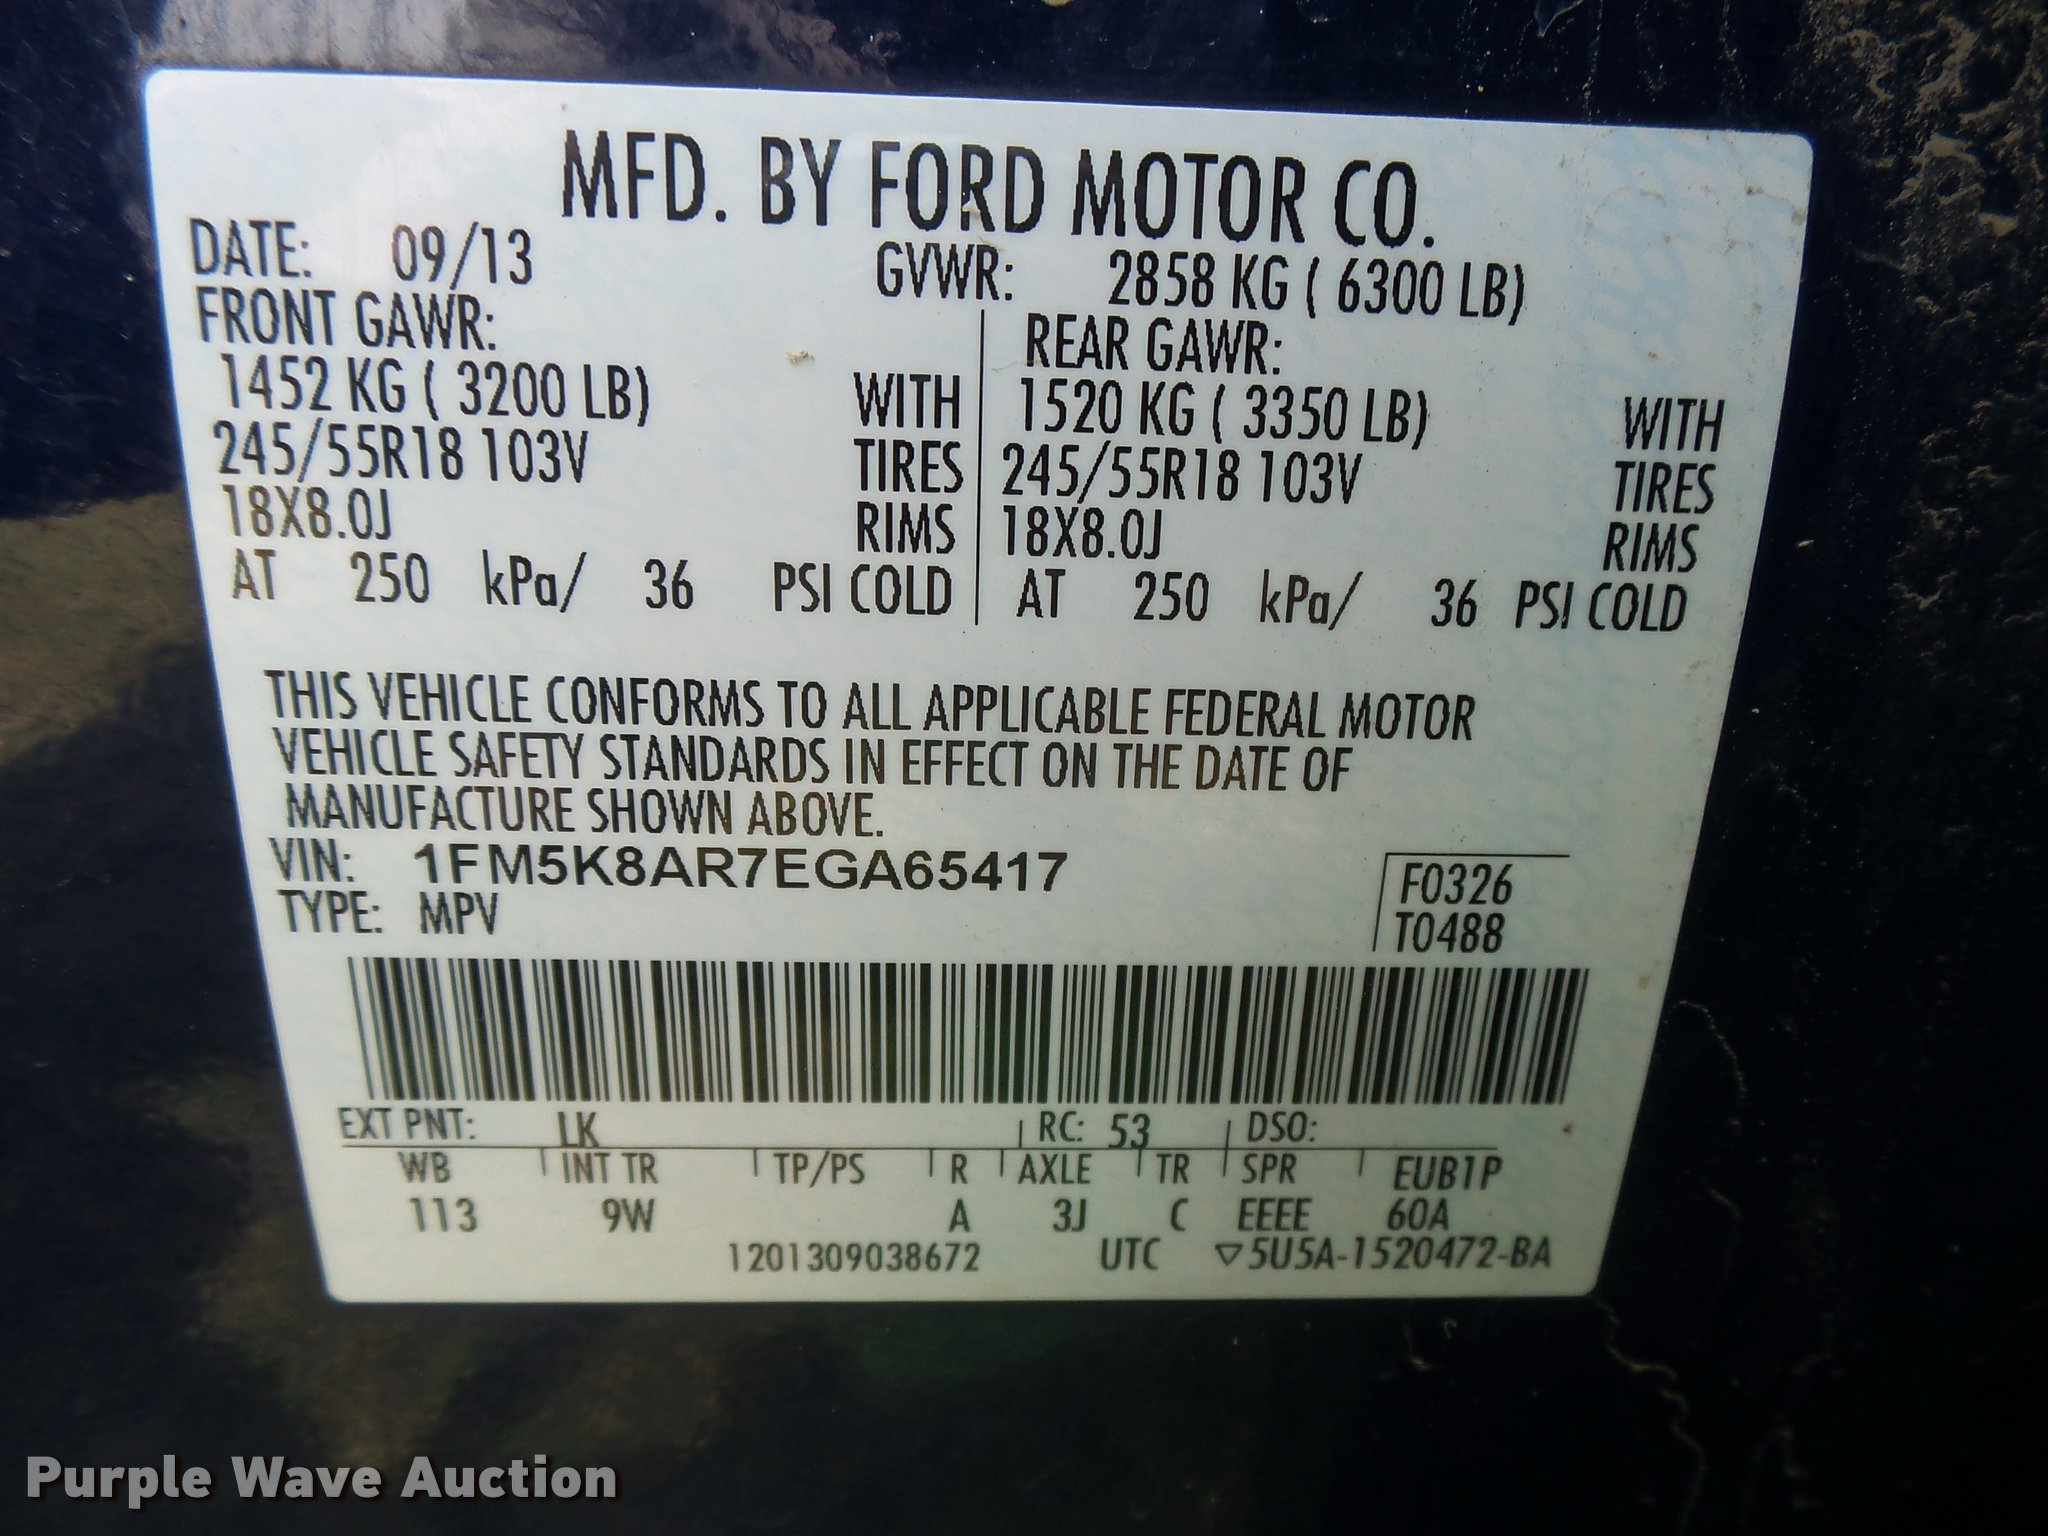 MFD. BY FORD MOTOR CO.
DATE: 09/13 GVWR: 2858 KG ( 6300 LB)
FRONT GAWR: REAR GAWR:
1452 KG ( 3200 LB) WITH 1520 KG ( 3350 LB) WITH
245/55R18 103V TIRES 245/55R18 103V TIRES
18X8.0J RIMS 18X8.0J RIMS
AT 250 kPa/ 36 PSI COLD AT 250 kPa/ 36 PSI COLD
THIS VEHICLE CONFORMS TO ALL APPLICABLE FEDERAL MOTOR
VEHICLE SAFETY STANDARDS IN EFFECT ON THE DATE OF
MANUFACTURE SHOWN ABOVE.
VIN: 1FM5K8AR7EGA65417 F0326
TYPE: MPV T0488
EXT PNT: LK RC: 53 DSO:
WB INT TR TP/PS R AXLE TR SPR EUB1P
113 9W A 3J C EEEE 60A
1201309038672 UTC ▽5U5A-1520472-BA
Purple Wave Auction